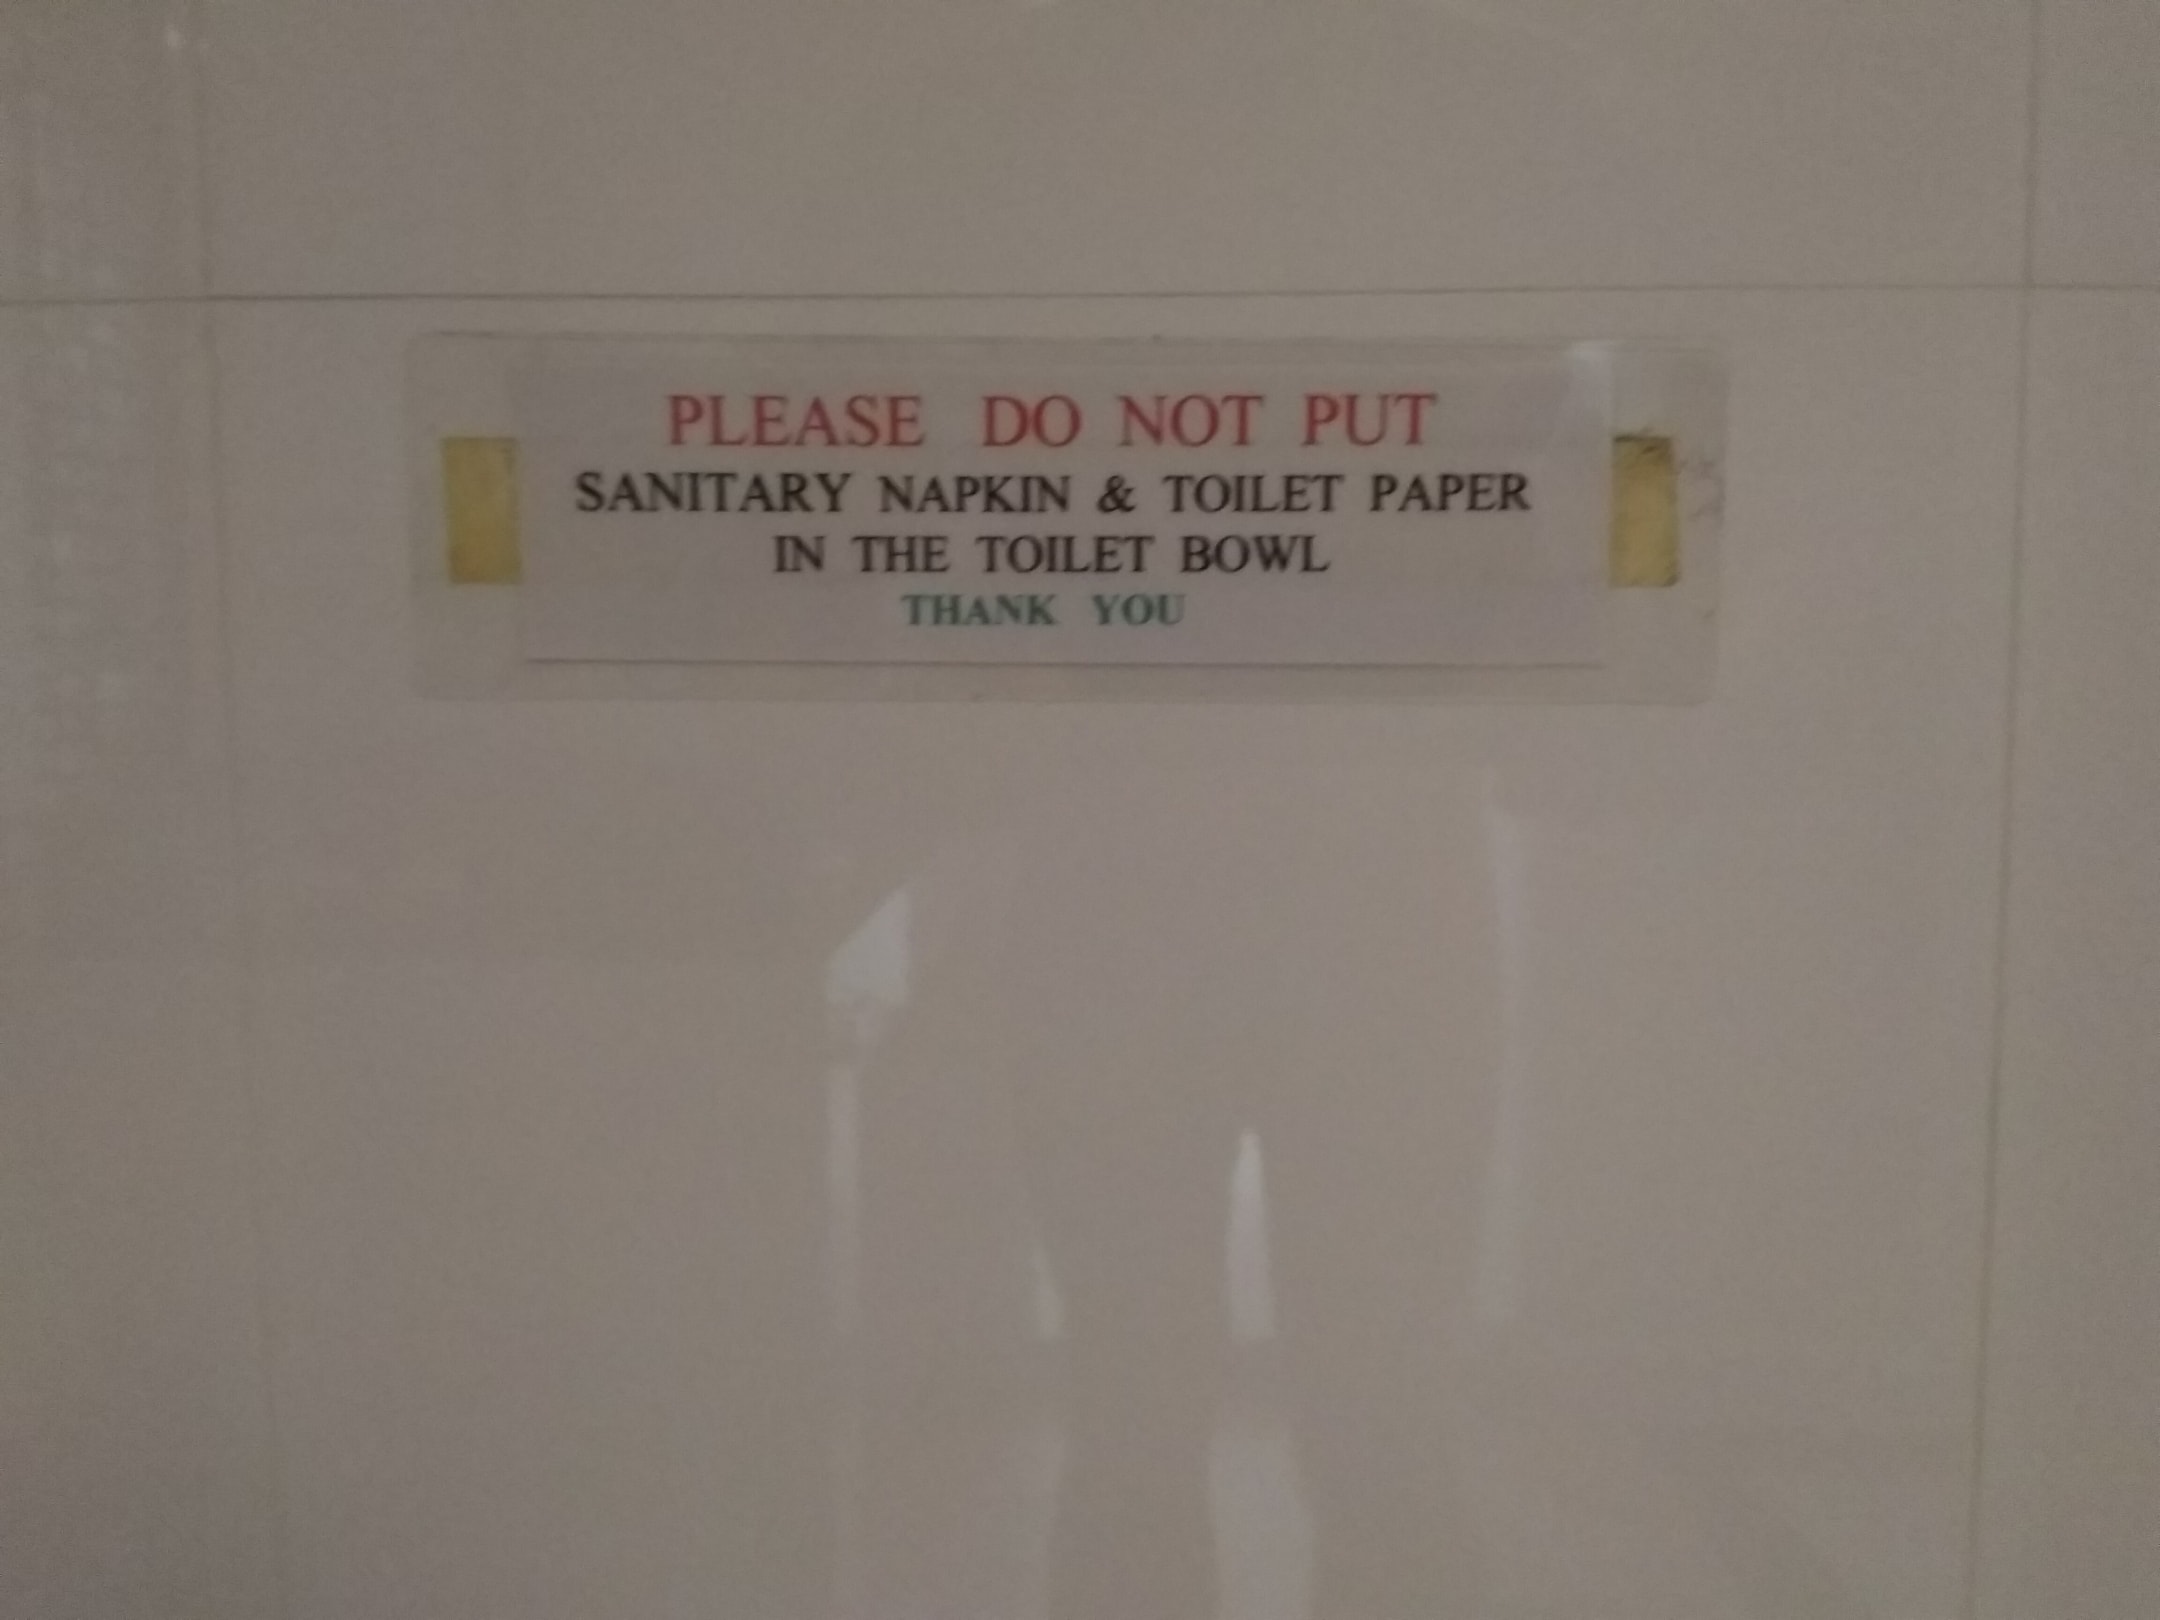 PLEASE DO NOT PUT
SANITARY NAPKIN & TOILET PAPER
IN THE TOILET BOWL
THANK YOU